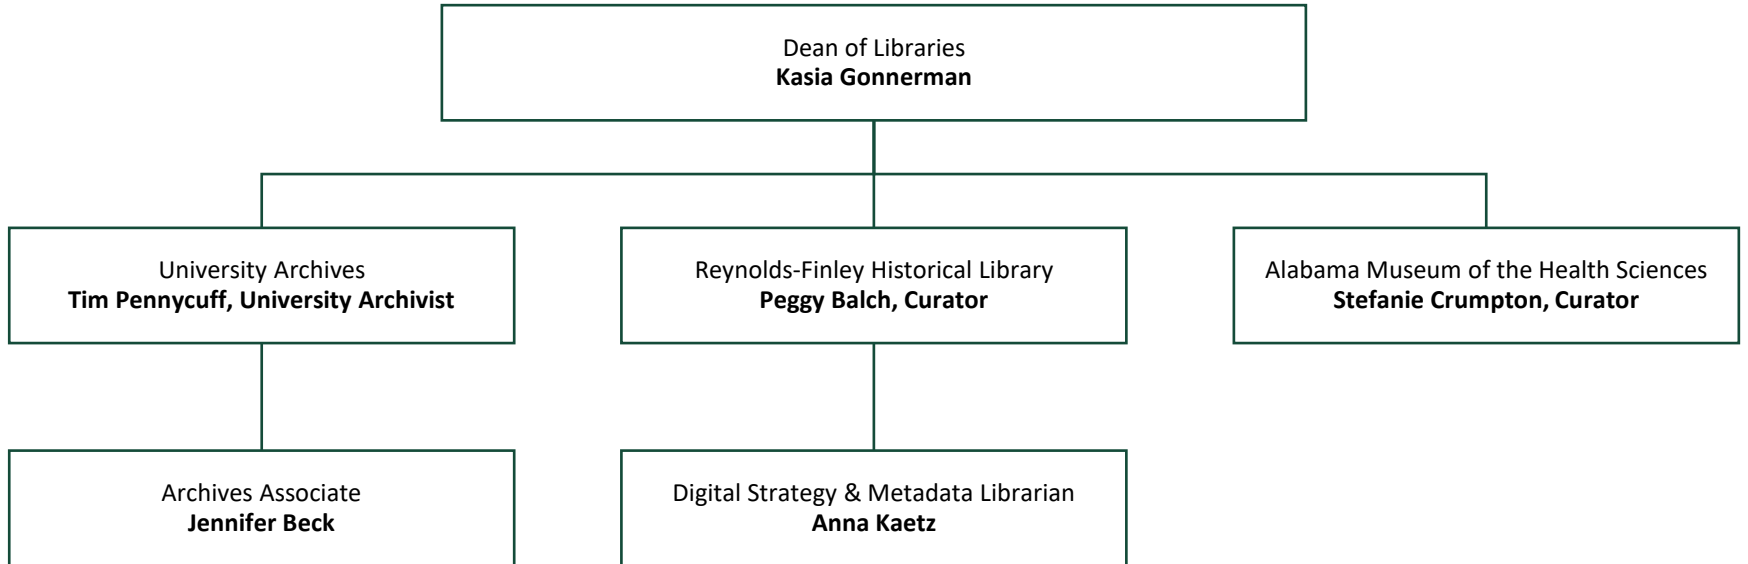 Dean of Libraries
Kasia Gonnerman
University Archives
Tim Pennycuff, University Archivist
Reynolds-Finley Historical Library
Peggy Balch, Curator
Alabama Museum of the Health Sciences
Stefanie Crumpton, Curator
Archives Associate
Jennifer Beck
Digital Strategy & Metadata Librarian
Anna Kaetz